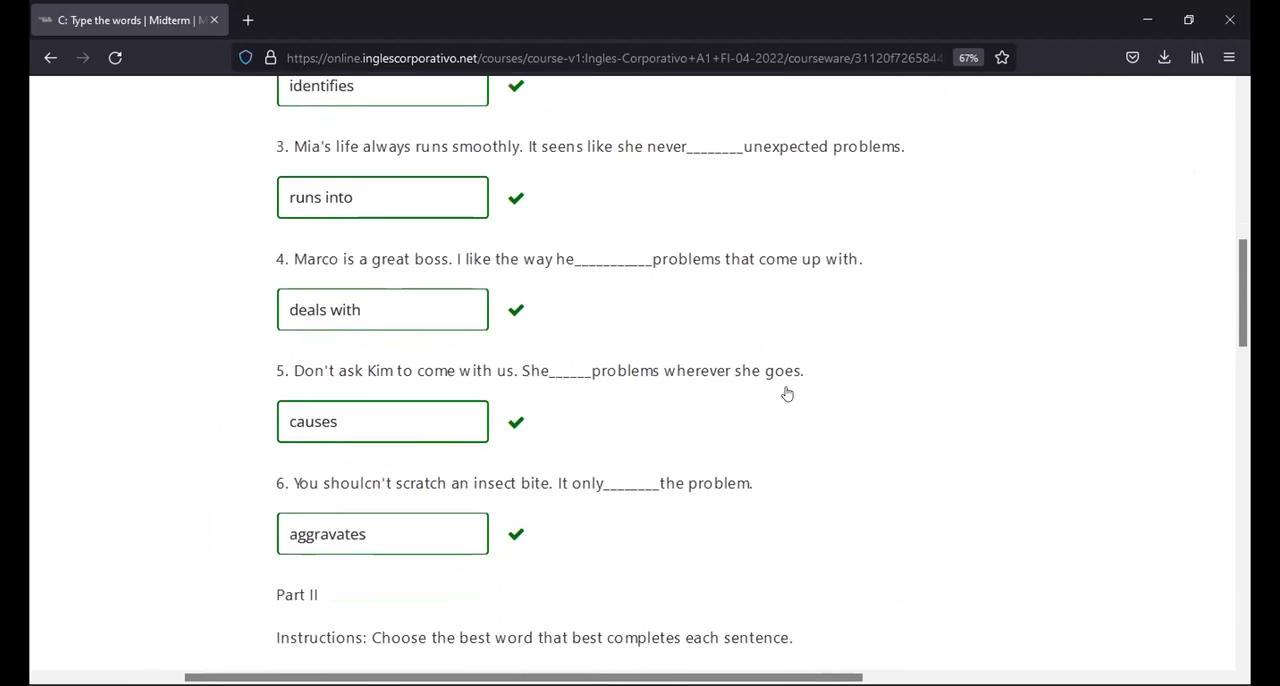 C: Type the words | Midterm | M
https://online.inglescorporativo.net/courses/course-v1:Ingles-Corporativo+A1+FI-04-2022/courseware/31120f7265844
67%
identifies
3. Mia's life always runs smoothly. It seens like she never________unexpected problems.
runs into
4. Marco is a great boss. I like the way he___________problems that come up with.
deals with
5. Don't ask Kim to come with us. She______problems wherever she goes.
causes
6. You shoulcn't scratch an insect bite. It only________the problem.
aggravates
Part II
Instructions: Choose the best word that best completes each sentence.